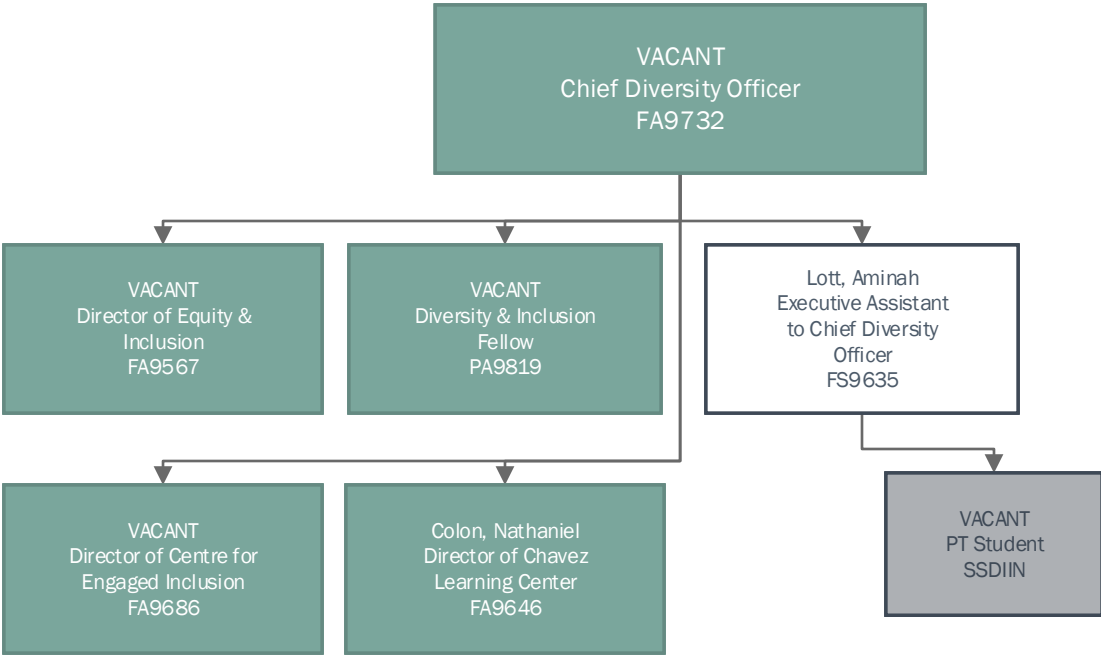 VACANT
Chief Diversity Officer
FA9732
VACANT
Director of Equity &
Inclusion
FA9567
VACANT
Diversity & Inclusion
Fellow
PA9819
Lott, Aminah
Executive Assistant
to Chief Diversity
Officer
FS9635
VACANT
Director of Centre for
Engaged Inclusion
FA9686
Colon, Nathaniel
Director of Chavez
Learning Center
FA9646
VACANT
PT Student
SSDIIN